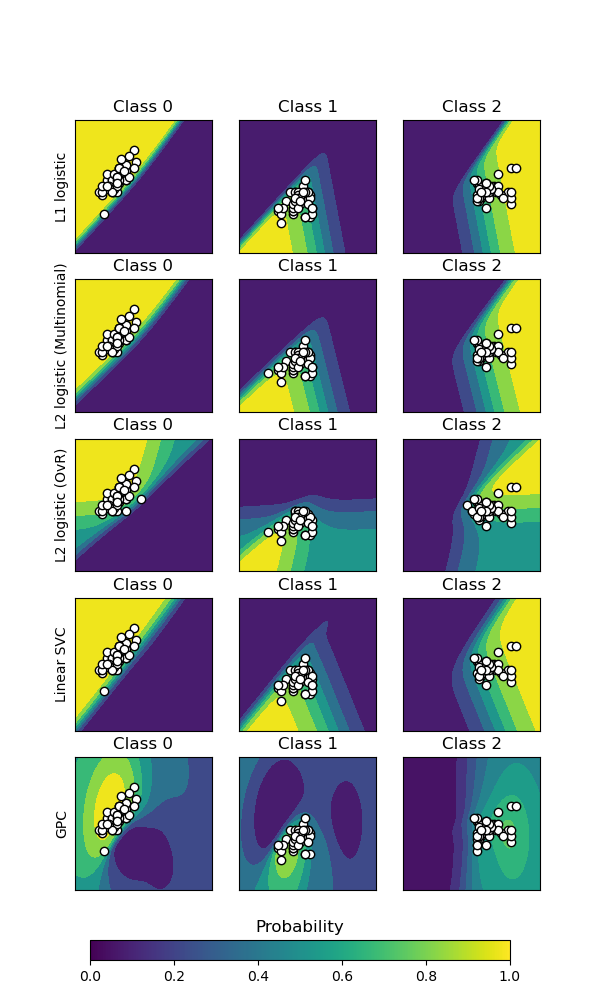 Class 0 Class 1 Class 2
L1 logistic
Class 0 Class 1 Class 2
L2 logistic (Multinomial)
Class 0 Class 1 Class 2
L2 logistic (OvR)
Class 0 Class 1 Class 2
Linear SVC
Class 0 Class 1 Class 2
GPC
Probability
0.0 0.2 0.4 0.6 0.8 1.0